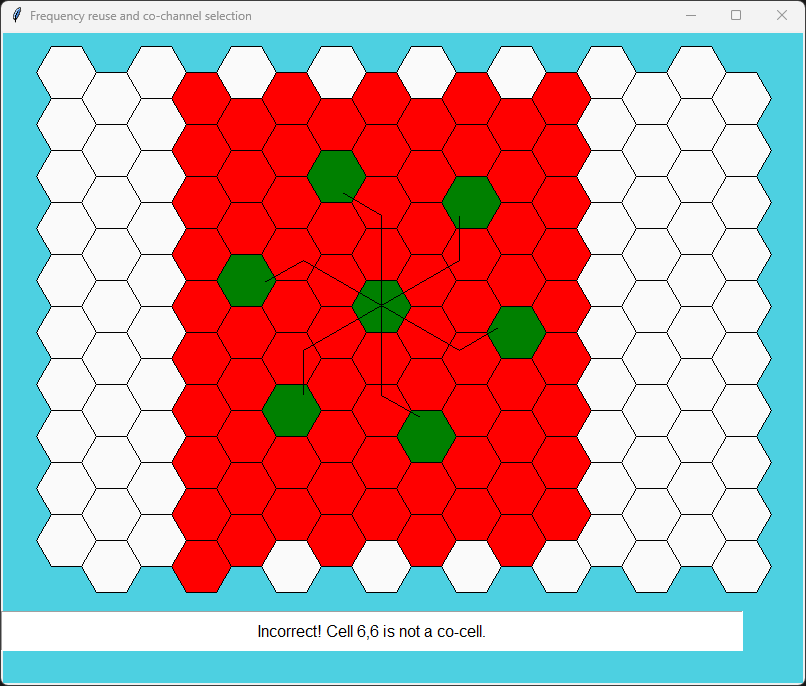 Frequency reuse and co-channel selection
Incorrect! Cell 6,6 is not a co-cell.